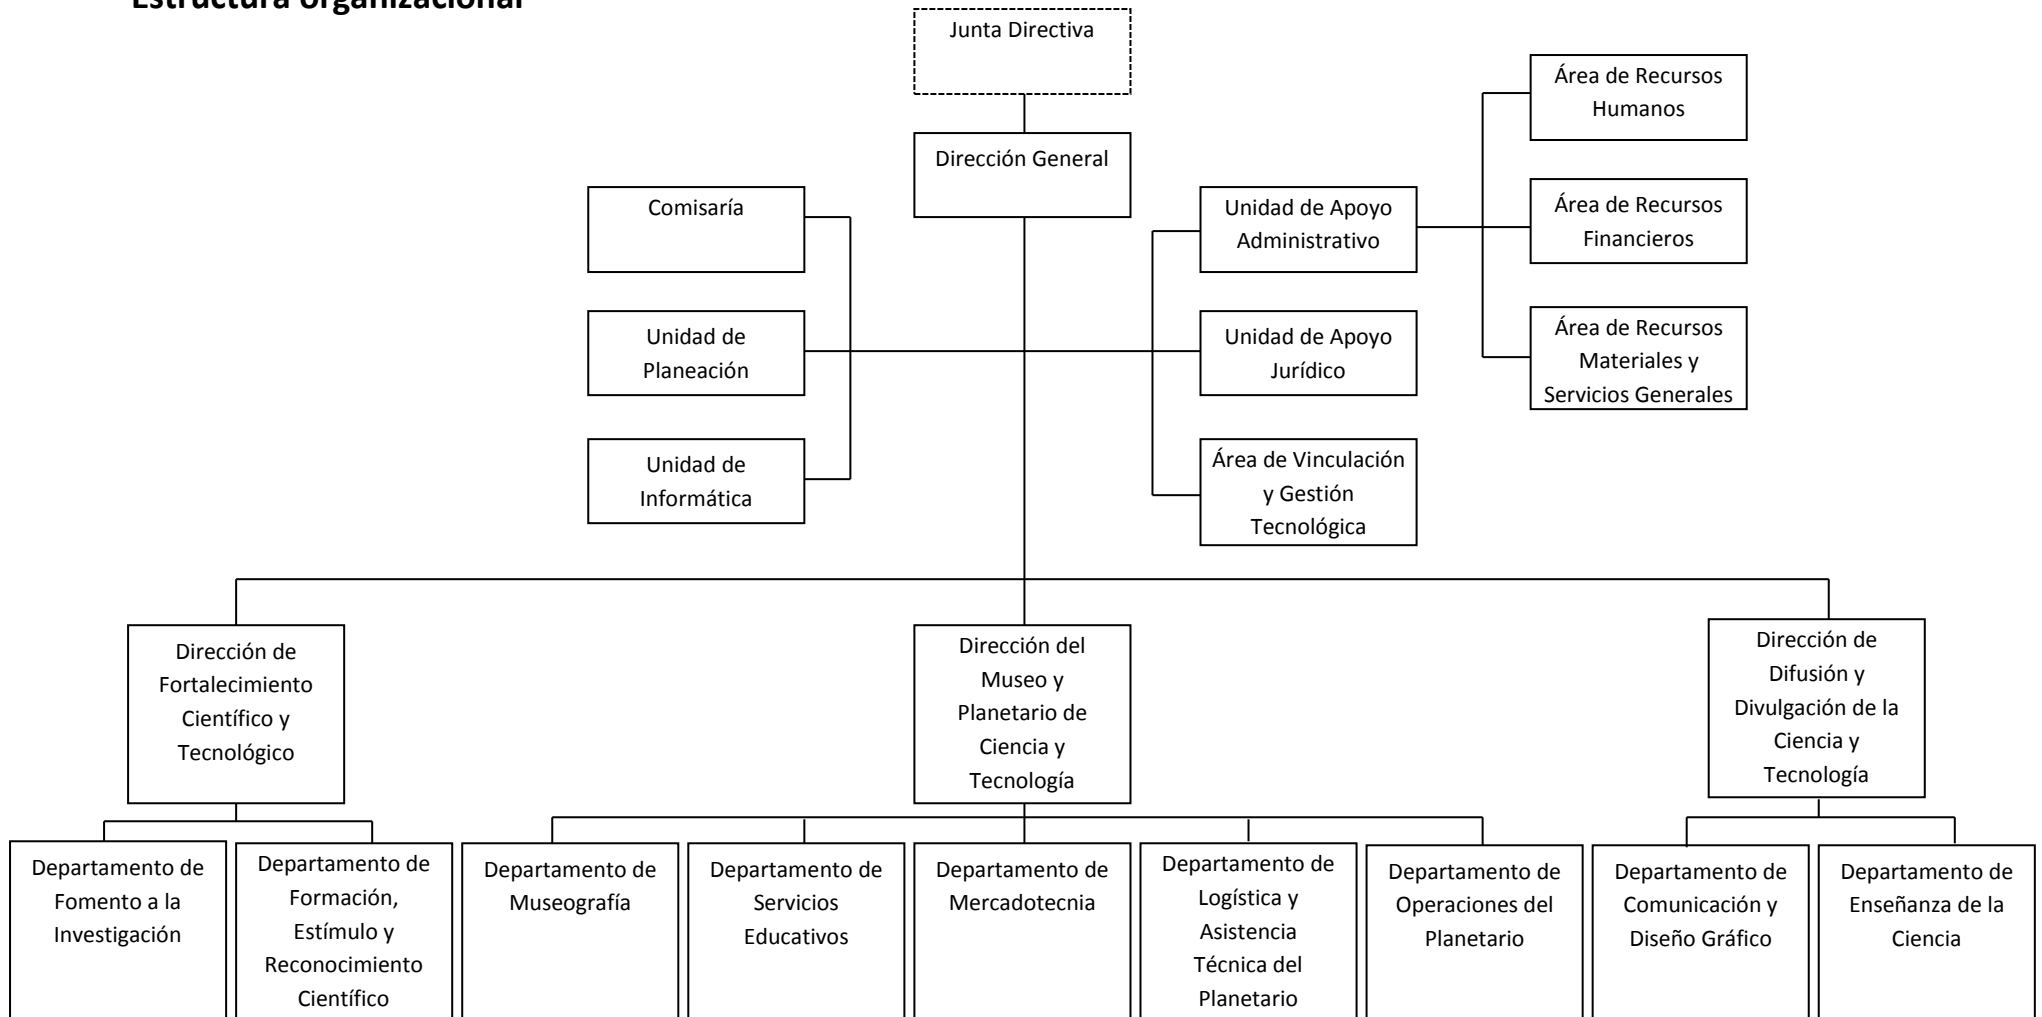 Estructura organizacional
Junta Directiva
Dirección General
Comisaría
Unidad de
Planeación
Unidad de
Informática
Unidad de Apoyo
Administrativo
Unidad de Apoyo
Jurídico
Área de Vinculación
y Gestión
Tecnológica
Área de Recursos
Humanos
Área de Recursos
Financieros
Área de Recursos
Materiales y
Servicios Generales
Dirección de
Fortalecimiento
Científico y
Tecnológico
Dirección del
Museo y
Planetario de
Ciencia y
Tecnología
Dirección de
Difusión y
Divulgación de la
Ciencia y
Tecnología
Departamento de
Fomento a la
Investigación
Departamento de
Formación,
Estímulo y
Reconocimiento
Científico
Departamento de
Museografía
Departamento de
Servicios
Educativos
Departamento de
Mercadotecnia
Departamento de
Logística y
Asistencia
Técnica del
Planetario
Departamento de
Operaciones del
Planetario
Departamento de
Comunicación y
Diseño Gráfico
Departamento de
Enseñanza de la
Ciencia